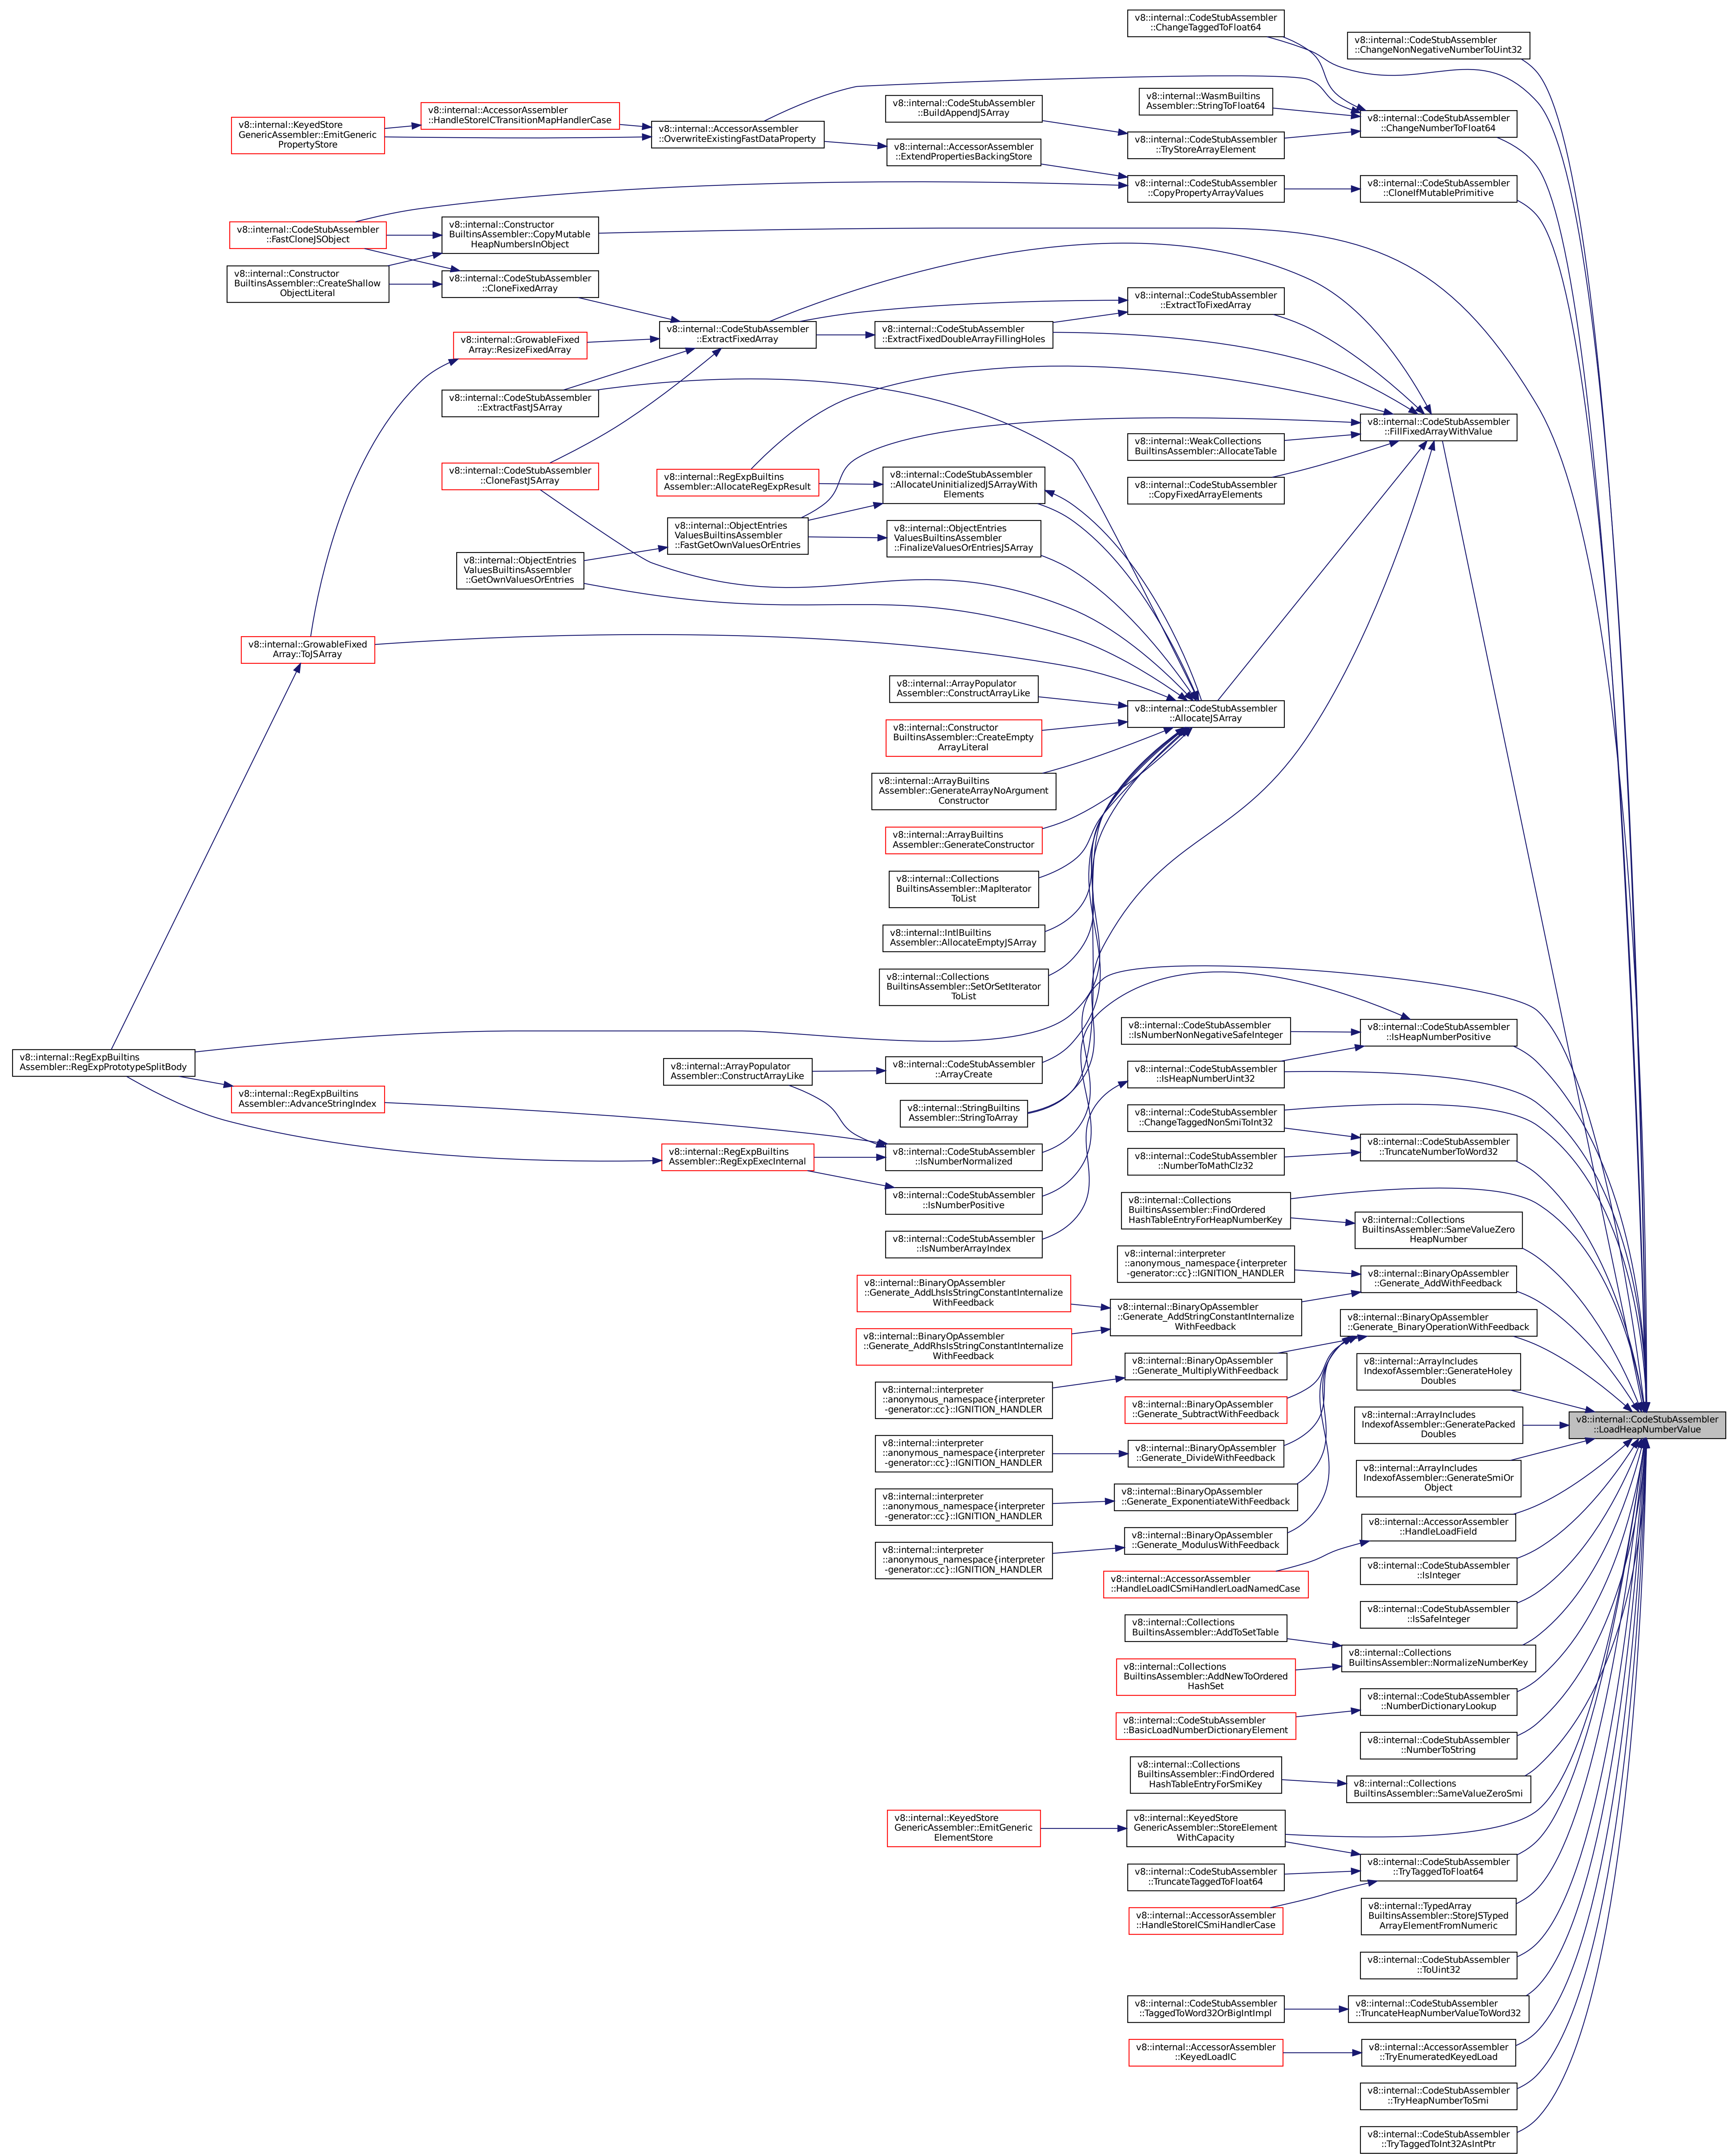 v8::internal::CodeStubAssembler
::ChangeTaggedToFloat64
v8::internal::CodeStubAssembler
::ChangeNonNegativeNumberToUint32
v8::internal::WasmBuiltins
Assembler::StringToFloat64
v8::internal::CodeStubAssembler
::BuildAppendJSArray
v8::internal::AccessorAssembler
::HandleStoreICTransitionMapHandlerCase
v8::internal::KeyedStore
GenericAssembler::EmitGeneric
PropertyStore
v8::internal::AccessorAssembler
::OverwriteExistingFastDataProperty
v8::internal::CodeStubAssembler
::ChangeNumberToFloat64
v8::internal::CodeStubAssembler
::TryStoreArrayElement
v8::internal::AccessorAssembler
::ExtendPropertiesBackingStore
v8::internal::CodeStubAssembler
::CopyPropertyArrayValues
v8::internal::CodeStubAssembler
::CloneIfMutablePrimitive
v8::internal::CodeStubAssembler
::FastCloneJSObject
v8::internal::Constructor
BuiltinsAssembler::CopyMutable
HeapNumbersInObject
v8::internal::Constructor
BuiltinsAssembler::CreateShallow
ObjectLiteral
v8::internal::CodeStubAssembler
::CloneFixedArray
v8::internal::CodeStubAssembler
::ExtractToFixedArray
v8::internal::CodeStubAssembler
::ExtractFixedArray
v8::internal::CodeStubAssembler
::ExtractFixedDoubleArrayFillingHoles
v8::internal::GrowableFixed
Array::ResizeFixedArray
v8::internal::CodeStubAssembler
::ExtractFastJSArray
v8::internal::CodeStubAssembler
::FillFixedArrayWithValue
v8::internal::WeakCollections
BuiltinsAssembler::AllocateTable
v8::internal::CodeStubAssembler
::CloneFastJSArray
v8::internal::RegExpBuiltins
Assembler::AllocateRegExpResult
v8::internal::CodeStubAssembler
::AllocateUninitializedJSArrayWith
Elements
v8::internal::CodeStubAssembler
::CopyFixedArrayElements
v8::internal::ObjectEntries
ValuesBuiltinsAssembler
::FastGetOwnValuesOrEntries
v8::internal::ObjectEntries
ValuesBuiltinsAssembler
::FinalizeValuesOrEntriesJSArray
v8::internal::ObjectEntries
ValuesBuiltinsAssembler
::GetOwnValuesOrEntries
v8::internal::GrowableFixed
Array::ToJSArray
v8::internal::ArrayPopulator
Assembler::ConstructArrayLike
v8::internal::CodeStubAssembler
::AllocateJSArray
v8::internal::Constructor
BuiltinsAssembler::CreateEmpty
ArrayLiteral
v8::internal::ArrayBuiltins
Assembler::GenerateArrayNoArgument
Constructor
v8::internal::ArrayBuiltins
Assembler::GenerateConstructor
v8::internal::Collections
BuiltinsAssembler::MapIterator
ToList
v8::internal::IntlBuiltins
Assembler::AllocateEmptyJSArray
v8::internal::Collections
BuiltinsAssembler::SetOrSetIterator
ToList
v8::internal::CodeStubAssembler
::IsNumberNonNegativeSafeInteger
v8::internal::CodeStubAssembler
::IsHeapNumberPositive
v8::internal::RegExpBuiltins
Assembler::RegExpPrototypeSplitBody
v8::internal::ArrayPopulator
Assembler::ConstructArrayLike
v8::internal::CodeStubAssembler
::ArrayCreate
v8::internal::CodeStubAssembler
::IsHeapNumberUint32
v8::internal::RegExpBuiltins
Assembler::AdvanceStringIndex
v8::internal::StringBuiltins
Assembler::StringToArray
v8::internal::CodeStubAssembler
::ChangeTaggedNonSmiToInt32
v8::internal::RegExpBuiltins
Assembler::RegExpExecInternal
v8::internal::CodeStubAssembler
::IsNumberNormalized
v8::internal::CodeStubAssembler
::TruncateNumberToWord32
v8::internal::CodeStubAssembler
::NumberToMathClz32
v8::internal::CodeStubAssembler
::IsNumberPositive
v8::internal::Collections
BuiltinsAssembler::FindOrdered
HashTableEntryForHeapNumberKey
v8::internal::Collections
BuiltinsAssembler::SameValueZero
HeapNumber
v8::internal::CodeStubAssembler
::IsNumberArrayIndex
v8::internal::interpreter
::anonymous_namespace{interpreter
-generator::cc}::IGNITION_HANDLER
v8::internal::BinaryOpAssembler
::Generate_AddWithFeedback
v8::internal::BinaryOpAssembler
::Generate_AddLhsIsStringConstantInternalize
WithFeedback
v8::internal::BinaryOpAssembler
::Generate_AddStringConstantInternalize
WithFeedback
v8::internal::BinaryOpAssembler
::Generate_BinaryOperationWithFeedback
v8::internal::BinaryOpAssembler
::Generate_AddRhsIsStringConstantInternalize
WithFeedback
v8::internal::BinaryOpAssembler
::Generate_MultiplyWithFeedback
v8::internal::ArrayIncludes
IndexofAssembler::GenerateHoley
Doubles
v8::internal::interpreter
::anonymous_namespace{interpreter
-generator::cc}::IGNITION_HANDLER
v8::internal::BinaryOpAssembler
::Generate_SubtractWithFeedback
v8::internal::ArrayIncludes
IndexofAssembler::GeneratePacked
Doubles
v8::internal::CodeStubAssembler
::LoadHeapNumberValue
v8::internal::interpreter
::anonymous_namespace{interpreter
-generator::cc}::IGNITION_HANDLER
v8::internal::BinaryOpAssembler
::Generate_DivideWithFeedback
v8::internal::ArrayIncludes
IndexofAssembler::GenerateSmiOr
Object
v8::internal::interpreter
::anonymous_namespace{interpreter
-generator::cc}::IGNITION_HANDLER
v8::internal::BinaryOpAssembler
::Generate_ExponentiateWithFeedback
v8::internal::AccessorAssembler
::HandleLoadField
v8::internal::interpreter
::anonymous_namespace{interpreter
-generator::cc}::IGNITION_HANDLER
v8::internal::BinaryOpAssembler
::Generate_ModulusWithFeedback
v8::internal::AccessorAssembler
::HandleLoadICSmiHandlerLoadNamedCase
v8::internal::CodeStubAssembler
::IsInteger
v8::internal::CodeStubAssembler
::IsSafeInteger
v8::internal::Collections
BuiltinsAssembler::AddToSetTable
v8::internal::Collections
BuiltinsAssembler::NormalizeNumberKey
v8::internal::Collections
BuiltinsAssembler::AddNewToOrdered
HashSet
v8::internal::CodeStubAssembler
::NumberDictionaryLookup
v8::internal::CodeStubAssembler
::BasicLoadNumberDictionaryElement
v8::internal::CodeStubAssembler
::NumberToString
v8::internal::Collections
BuiltinsAssembler::FindOrdered
HashTableEntryForSmiKey
v8::internal::Collections
BuiltinsAssembler::SameValueZeroSmi
v8::internal::KeyedStore
GenericAssembler::EmitGeneric
ElementStore
v8::internal::KeyedStore
GenericAssembler::StoreElement
WithCapacity
v8::internal::CodeStubAssembler
::TryTaggedToFloat64
v8::internal::CodeStubAssembler
::TruncateTaggedToFloat64
v8::internal::AccessorAssembler
::HandleStoreICSmiHandlerCase
v8::internal::TypedArray
BuiltinsAssembler::StoreJSTyped
ArrayElementFromNumeric
v8::internal::CodeStubAssembler
::ToUint32
v8::internal::CodeStubAssembler
::TaggedToWord32OrBigIntImpl
v8::internal::CodeStubAssembler
::TruncateHeapNumberValueToWord32
v8::internal::AccessorAssembler
::KeyedLoadIC
v8::internal::AccessorAssembler
::TryEnumeratedKeyedLoad
v8::internal::CodeStubAssembler
::TryHeapNumberToSmi
v8::internal::CodeStubAssembler
::TryTaggedToInt32AsIntPtr